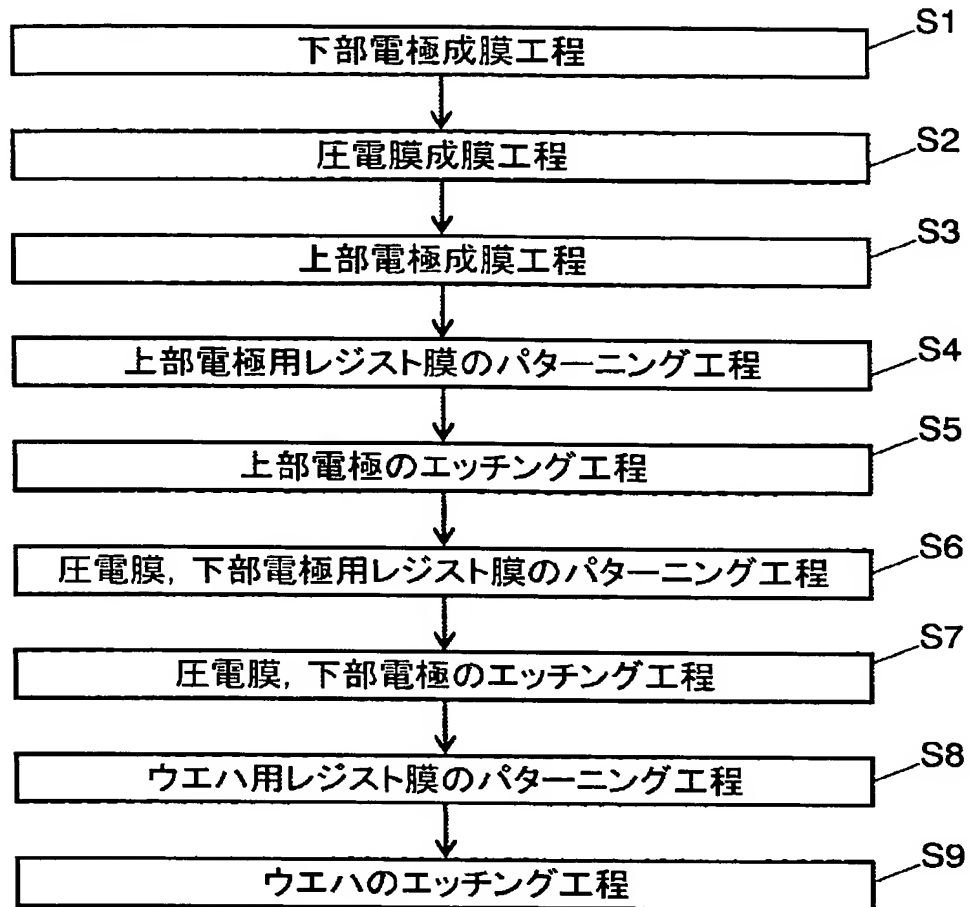 S1
下部電極成膜工程
S2
圧電膜成膜工程
S3
上部電極成膜工程
S4
上部電極用レジスト膜のパターニング工程
S5
上部電極のエッチング工程
S6
圧電膜, 下部電極用レジスト膜のパターニング工程
S7
圧電膜, 下部電極のエッチング工程
S8
ウエハ用レジスト膜のパターニング工程
S9
ウエハのエッチング工程